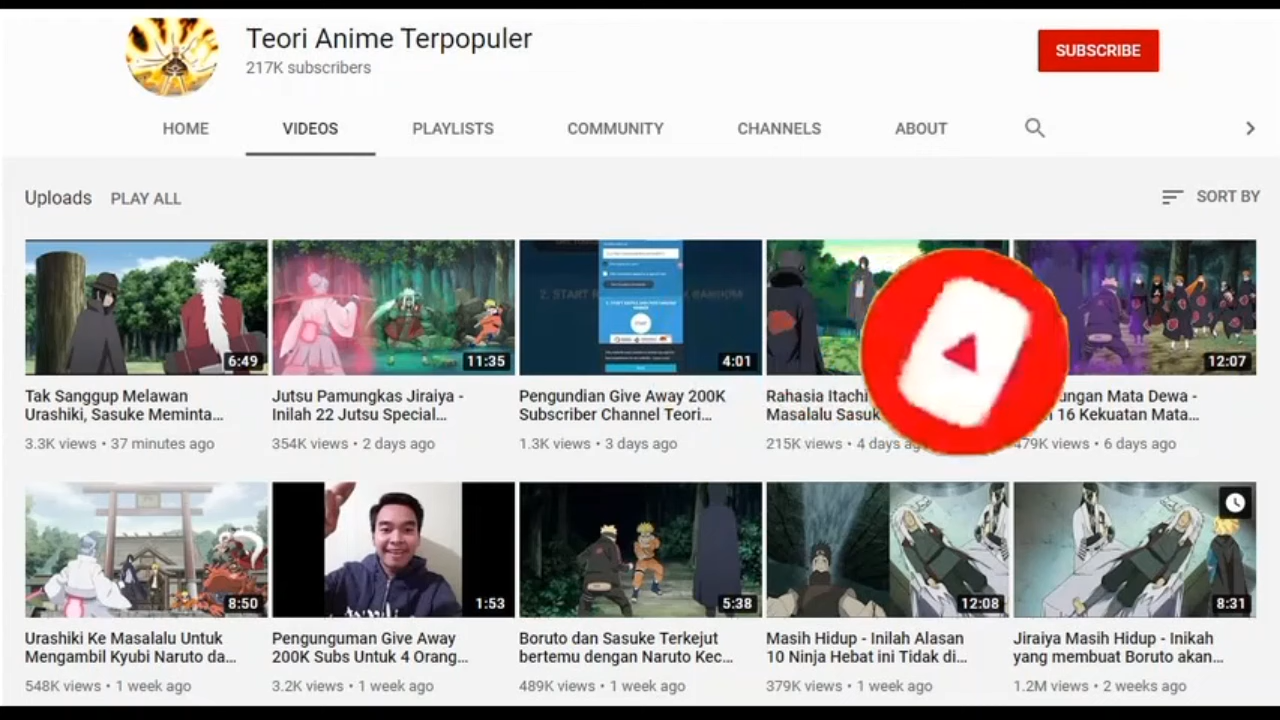 Teori Anime Terpopuler
217K subscribers
SUBSCRIBE
HOME VIDEOS PLAYLISTS COMMUNITY CHANNELS ABOUT
Uploads PLAY ALL SORT BY
6:49 11:35 4:01 12:07
Tak Sanggup Melawan
Urashiki, Sasuke Meminta...
3.3K views • 37 minutes ago
Jutsu Pamungkas Jiraiya -
Inilah 22 Jutsu Special...
354K views • 2 days ago
Pengundian Give Away 200K
Subscriber Channel Teori...
1.3K views • 3 days ago
Rahasia Itachi
Masalalu Sasuk
215K views • 4 days ag
ungan Mata Dewa -
16 Kekuatan Mata...
479K views • 6 days ago
8:50 1:53 5:38 12:08 8:31
Urashiki Ke Masalalu Untuk
Mengambil Kyubi Naruto da...
548K views • 1 week ago
Pengunguman Give Away
200K Subs Untuk 4 Orang...
3.2K views • 1 week ago
Boruto dan Sasuke Terkejut
bertemu dengan Naruto Kec...
489K views • 1 week ago
Masih Hidup - Inilah Alasan
10 Ninja Hebat ini Tidak di...
379K views • 1 week ago
Jiraiya Masih Hidup - Inikah
yang membuat Boruto akan...
1.2M views • 2 weeks ago